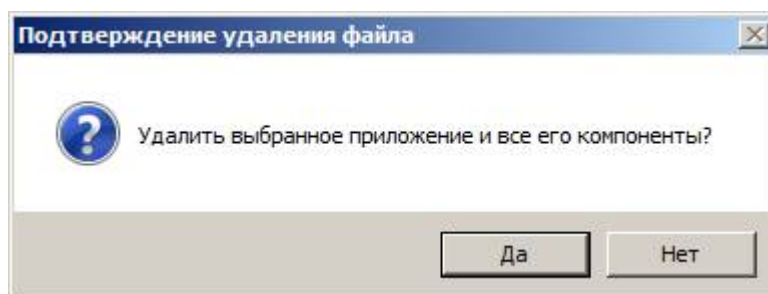 Подтверждение удаления файла
Удалить выбранное приложение и все его компоненты?
Да
Нет